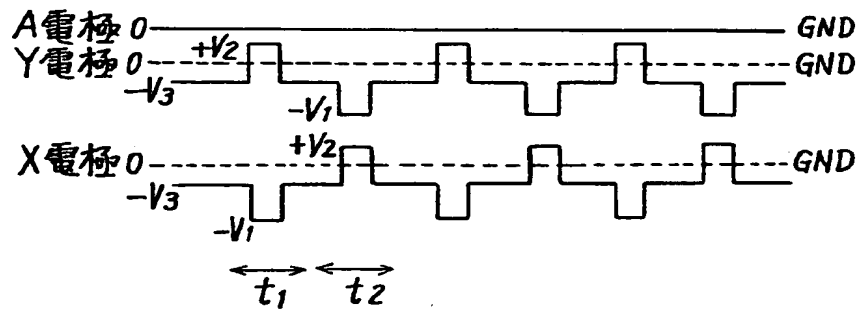 A電極 0 GND
+V2
Y電極 0 GND
-V3
-V1
+V2
X電極 0 GND
-V3
-V1
t1 t2